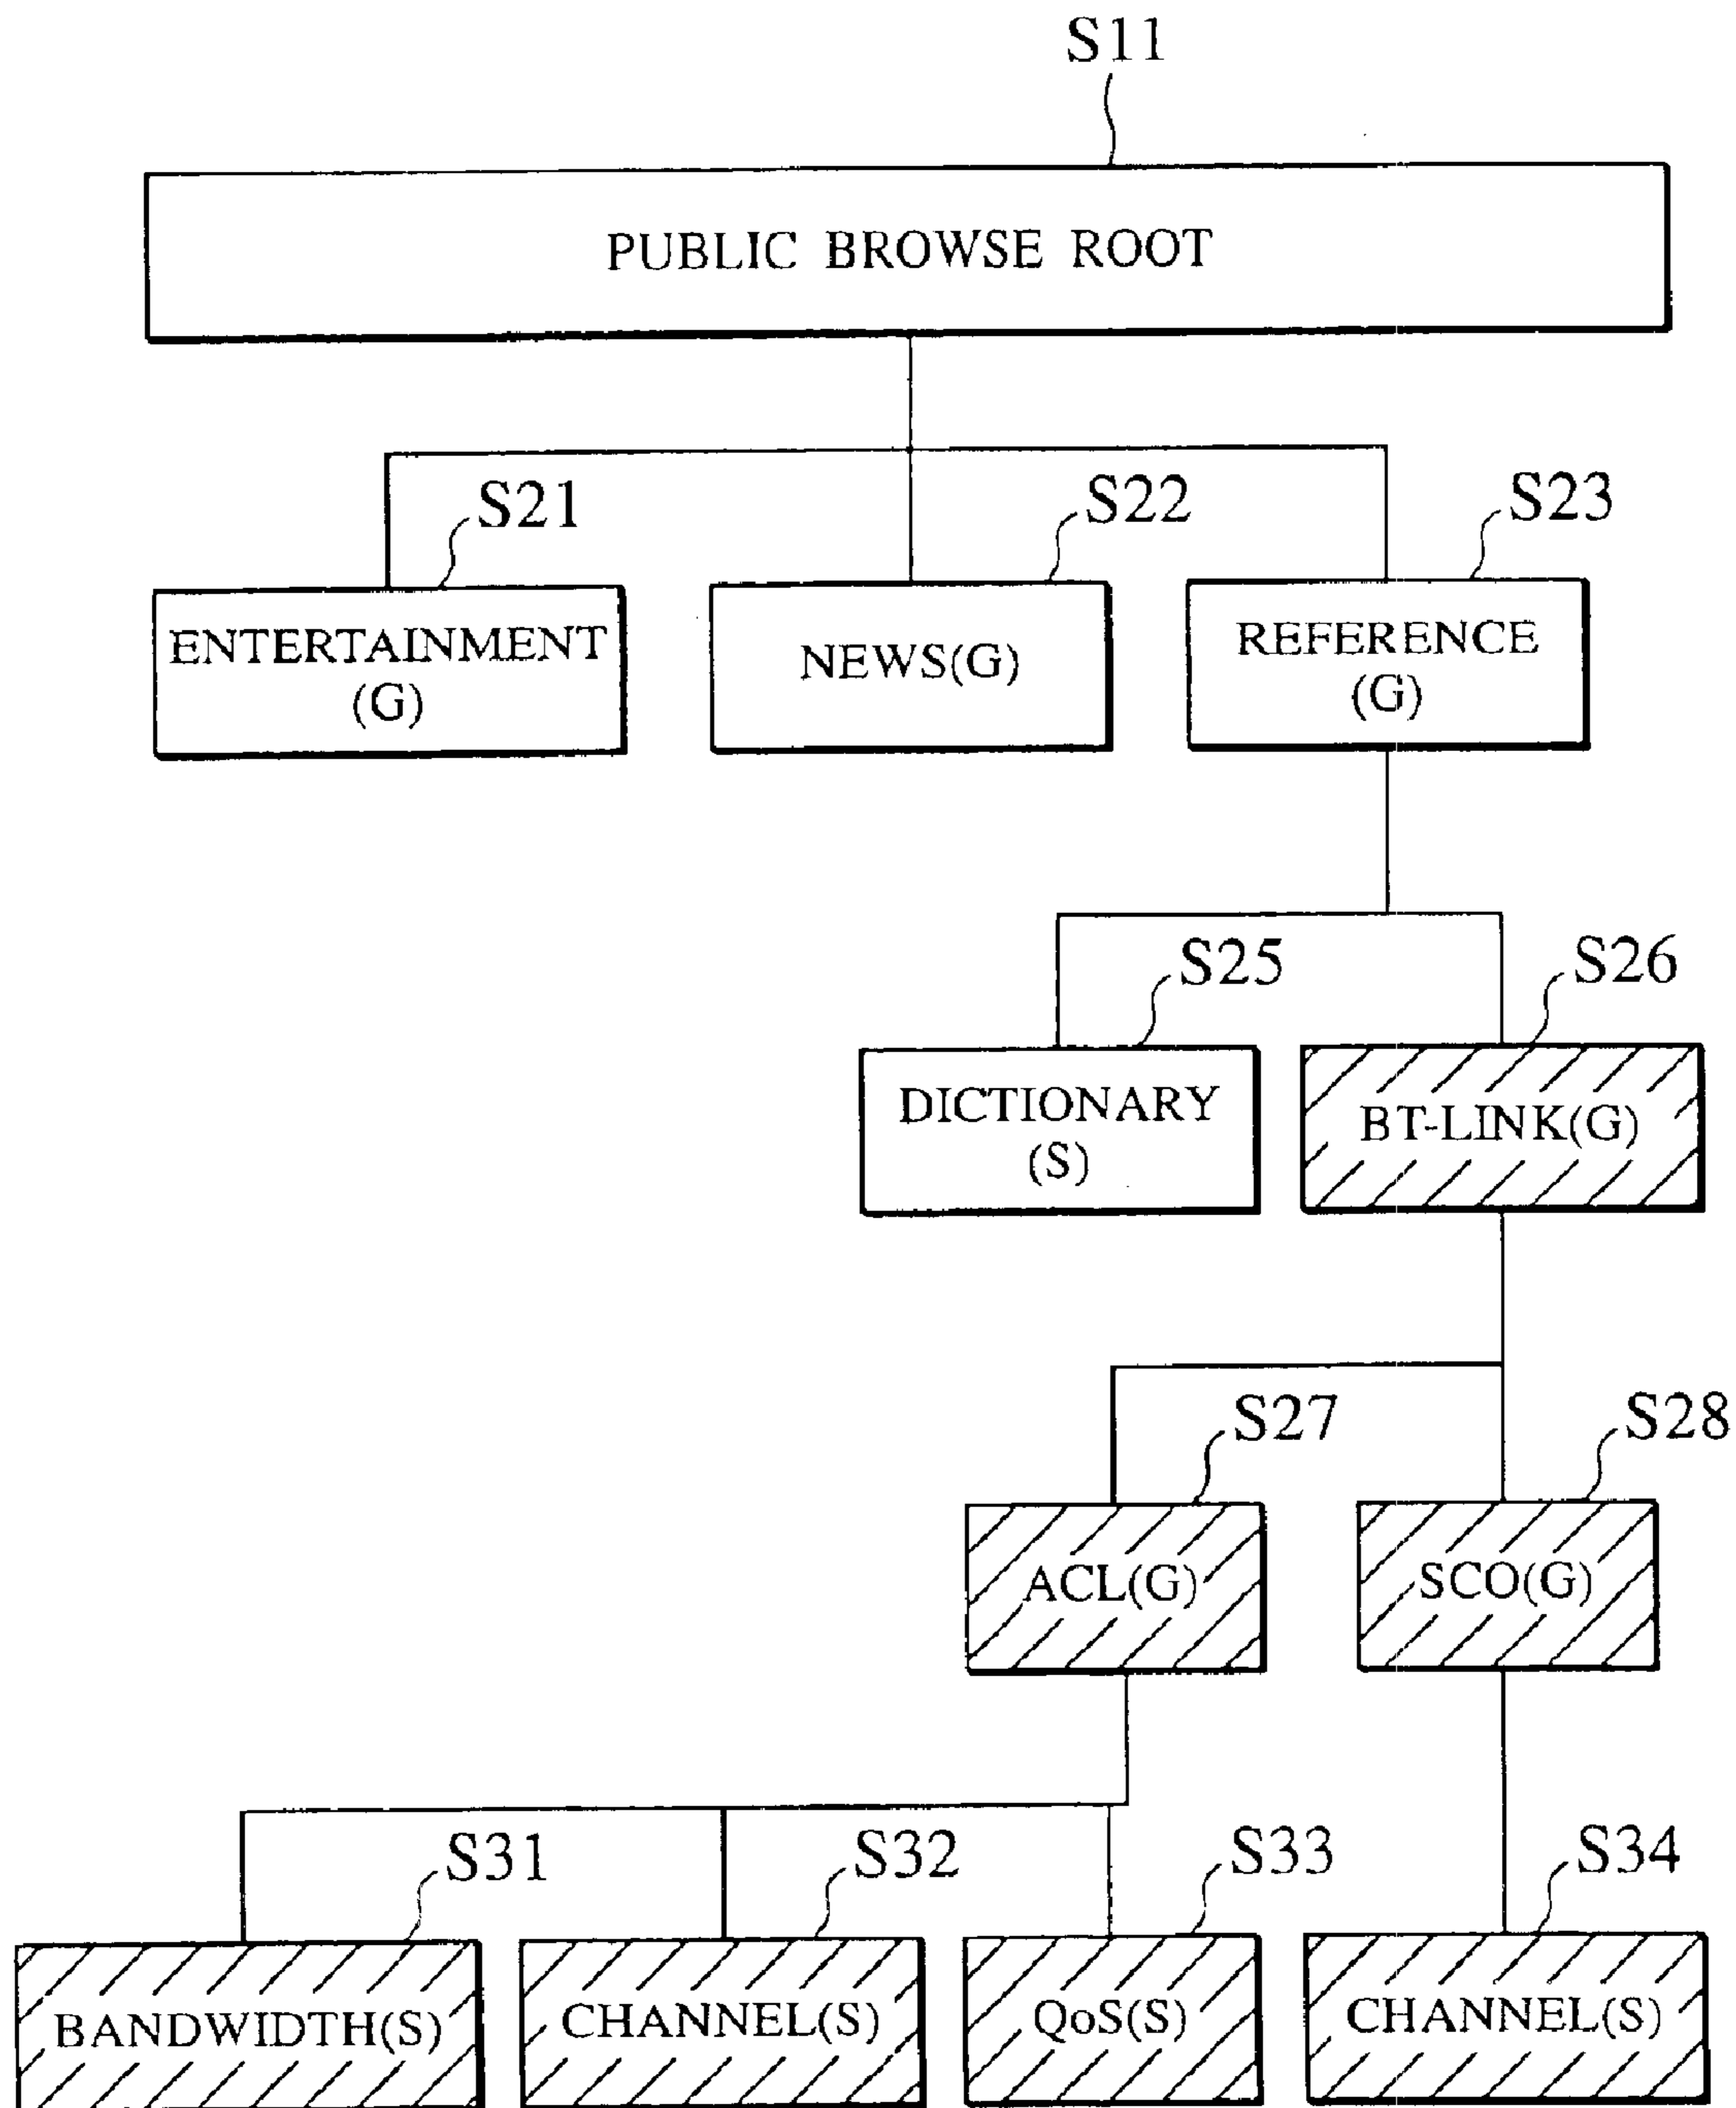 S11
PUBLIC BROWSE ROOT
S21
S22
S23
ENTERTAINMENT
(G)
NEWS(G)
REFERENCE
(G)
S25
S26
DICTIONARY
(S)
BT-LINK(G)
S27
S28
ACL(G)
SCO(G)
S31
S32
S33
S34
BANDWIDTH(S)
CHANNEL(S)
QoS(S)
CHANNEL(S)